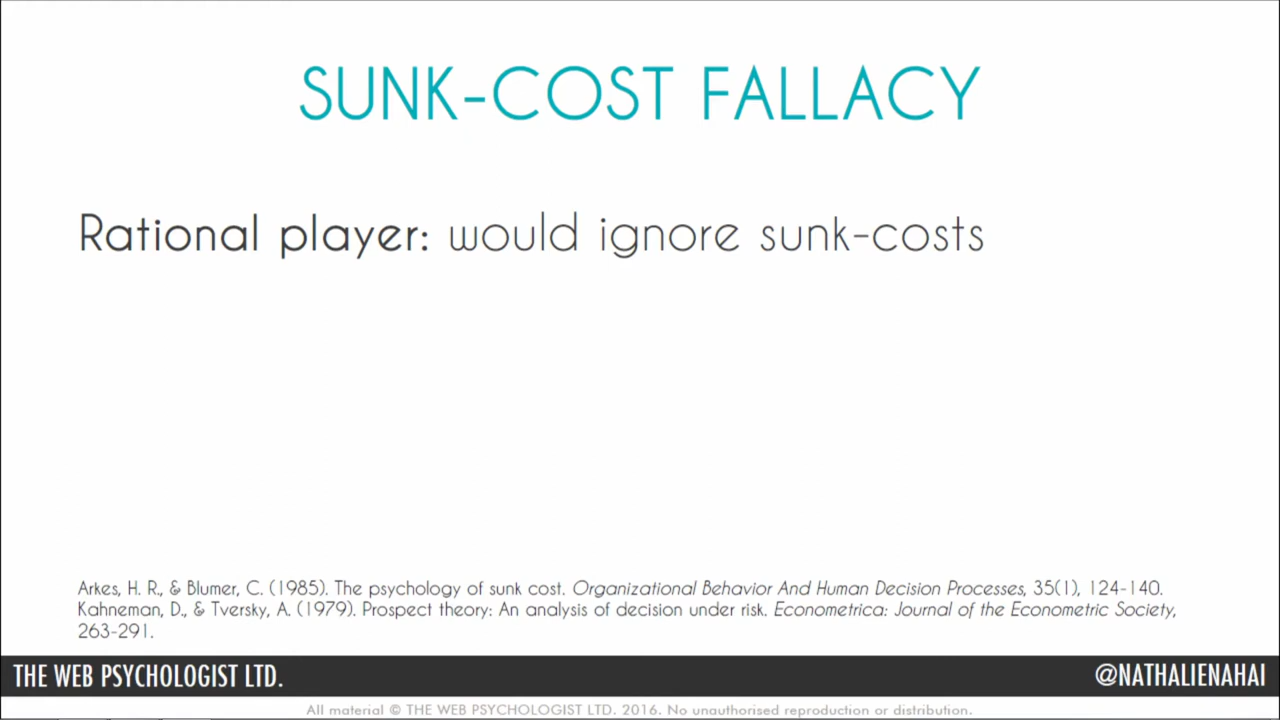 SUNK-COST FALLACY
Rational player: would ignore sunk-costs
Arkes, H. R., & Blumer, C. (1985). The psychology of sunk cost. Organizational Behavior And Human Decision Processes, 35(1), 124-140.
Kahneman, D., & Tversky, A. (1979). Prospect theory: An analysis of decision under risk. Econometrica: Journal of the Econometric Society,
263-291.
THE WEB PSYCHOLOGIST LTD.
@NATHALIENAHAI
All material © THE WEB PSYCHOLOGIST LTD. 2016. No unauthorised reproduction or distribution.